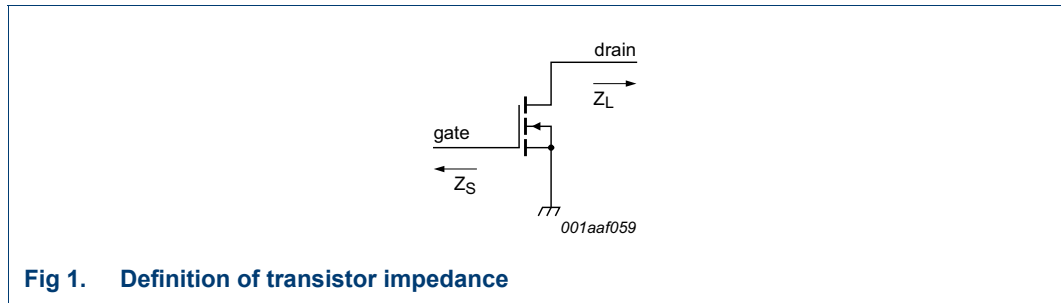 drain
Z_L
gate
Z_S
001aaf059
Fig 1. Definition of transistor impedance